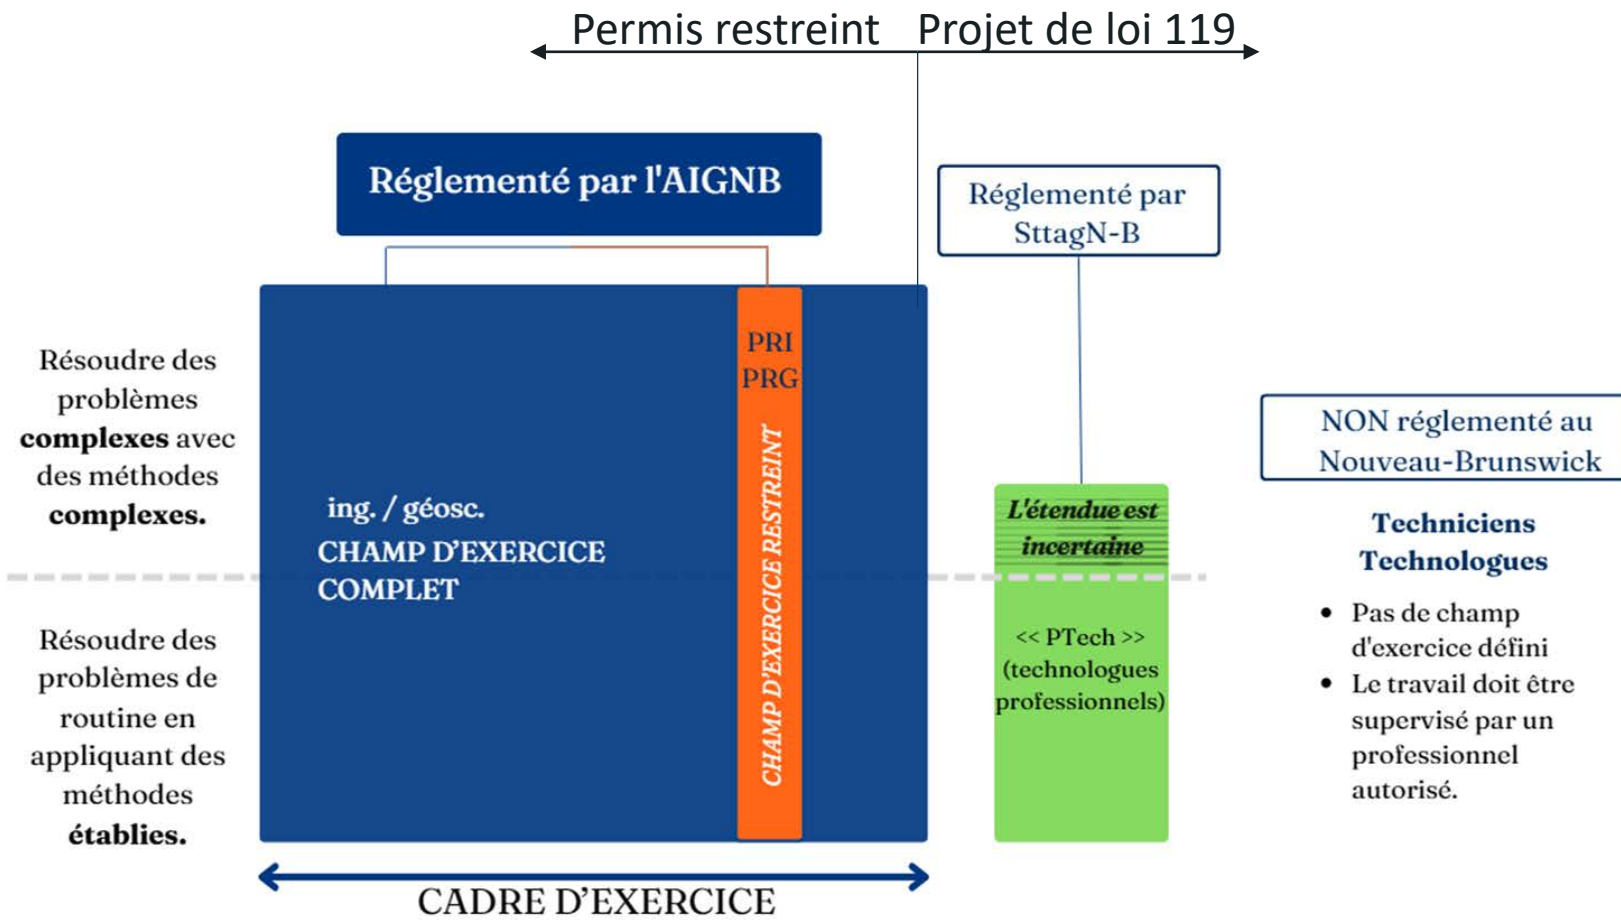 Permis restreint Projet de loi 119
Réglementé par l'AIGNB
Réglementé par
SttagN-B
Résoudre des
problèmes
complexes avec
des méthodes
complexes.
Résoudre des
problèmes de
routine en
appliquant des
méthodes
établies.
ing. / géosc.
CHAMP D'EXERCICE
COMPLET
PRI
PRG
CHAMP D'EXERCICE RESTREINT
L'étendue est
incertaine
<< PTech >>
(technologues
professionnels)
NON réglementé au
Nouveau-Brunswick
Techniciens
Technologues
• Pas de champ
d'exercice défini
• Le travail doit être
supervisé par un
professionnel
autorisé.
CADRE D'EXERCICE